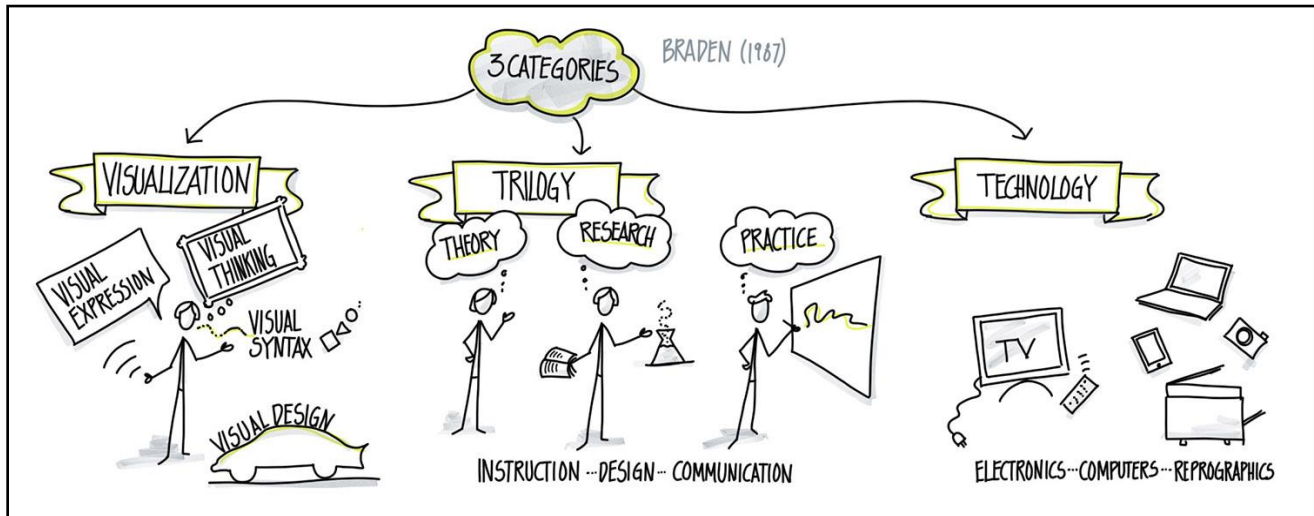 3 CATEGORIES
BRADEN (1987)
VISUALIZATION
VISUAL
EXPRESSION
VISUAL
THINKING
VISUAL
SYNTAX
VISUAL DESIGN
TRILOGY
THEORY
RESEARCH
PRACTICE
INSTRUCTION ... DESIGN ... COMMUNICATION
TECHNOLOGY
TV
ELECTRONICS ... COMPUTERS ... REPROGRAPHICS